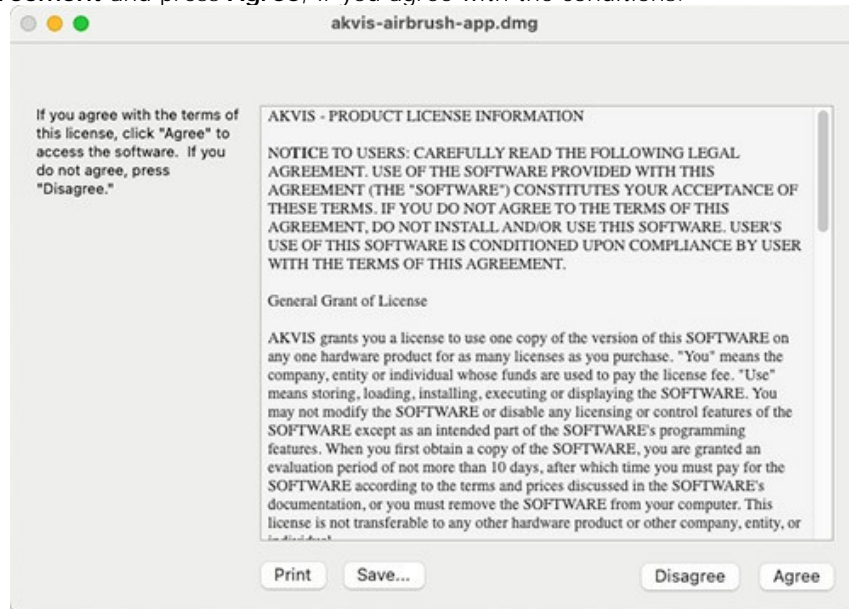 and press Agree, if you agree with the conditions.
akvis-airbrush-app.dmg
If you agree with the terms of
this license, click "Agree" to
access the software. If you
do not agree, press
"Disagree."
AKVIS - PRODUCT LICENSE INFORMATION
NOTICE TO USERS: CAREFULLY READ THE FOLLOWING LEGAL
AGREEMENT. USE OF THE SOFTWARE PROVIDED WITH THIS
AGREEMENT (THE "SOFTWARE") CONSTITUTES YOUR ACCEPTANCE OF
THESE TERMS. IF YOU DO NOT AGREE TO THE TERMS OF THIS
AGREEMENT, DO NOT INSTALL AND/OR USE THIS SOFTWARE. USER'S
USE OF THIS SOFTWARE IS CONDITIONED UPON COMPLIANCE BY USER
WITH THE TERMS OF THIS AGREEMENT.
General Grant of License
AKVIS grants you a license to use one copy of the version of this SOFTWARE on
any one hardware product for as many licenses as you purchase. "You" means the
company, entity or individual whose funds are used to pay the license fee. "Use"
means storing, loading, installing, executing or displaying the SOFTWARE. You
may not modify the SOFTWARE or disable any licensing or control features of the
SOFTWARE except as an intended part of the SOFTWARE's programming
features. When you first obtain a copy of the SOFTWARE, you are granted an
evaluation period of not more than 10 days, after which time you must pay for the
SOFTWARE according to the terms and prices discussed in the SOFTWARE's
documentation, or you must remove the SOFTWARE from your computer. This
license is not transferable to any other hardware product or other company, entity, or
Print Save... Disagree Agree